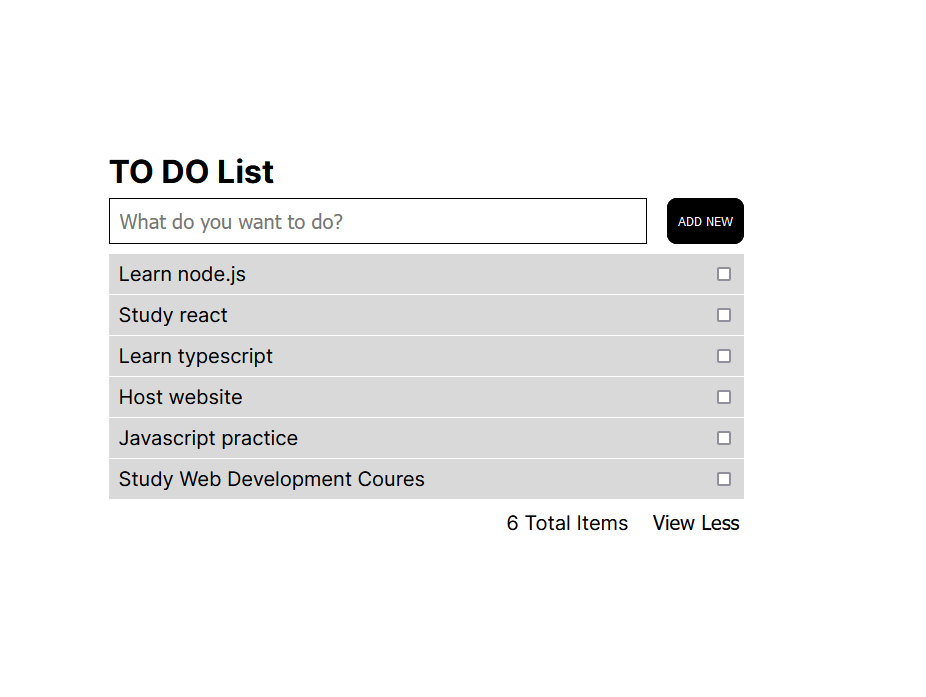 TO DO List
What do you want to do?
ADD NEW
Learn node.js
Study react
Learn typescript
Host website
Javascript practice
Study Web Development Coures
6 Total Items View Less